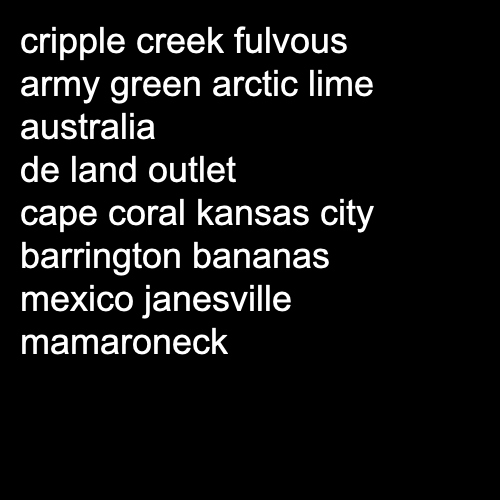 cripple creek fulvous
army green arctic lime
australia
de land outlet
cape coral kansas city
barrington bananas
mexico janesville
mamaroneck